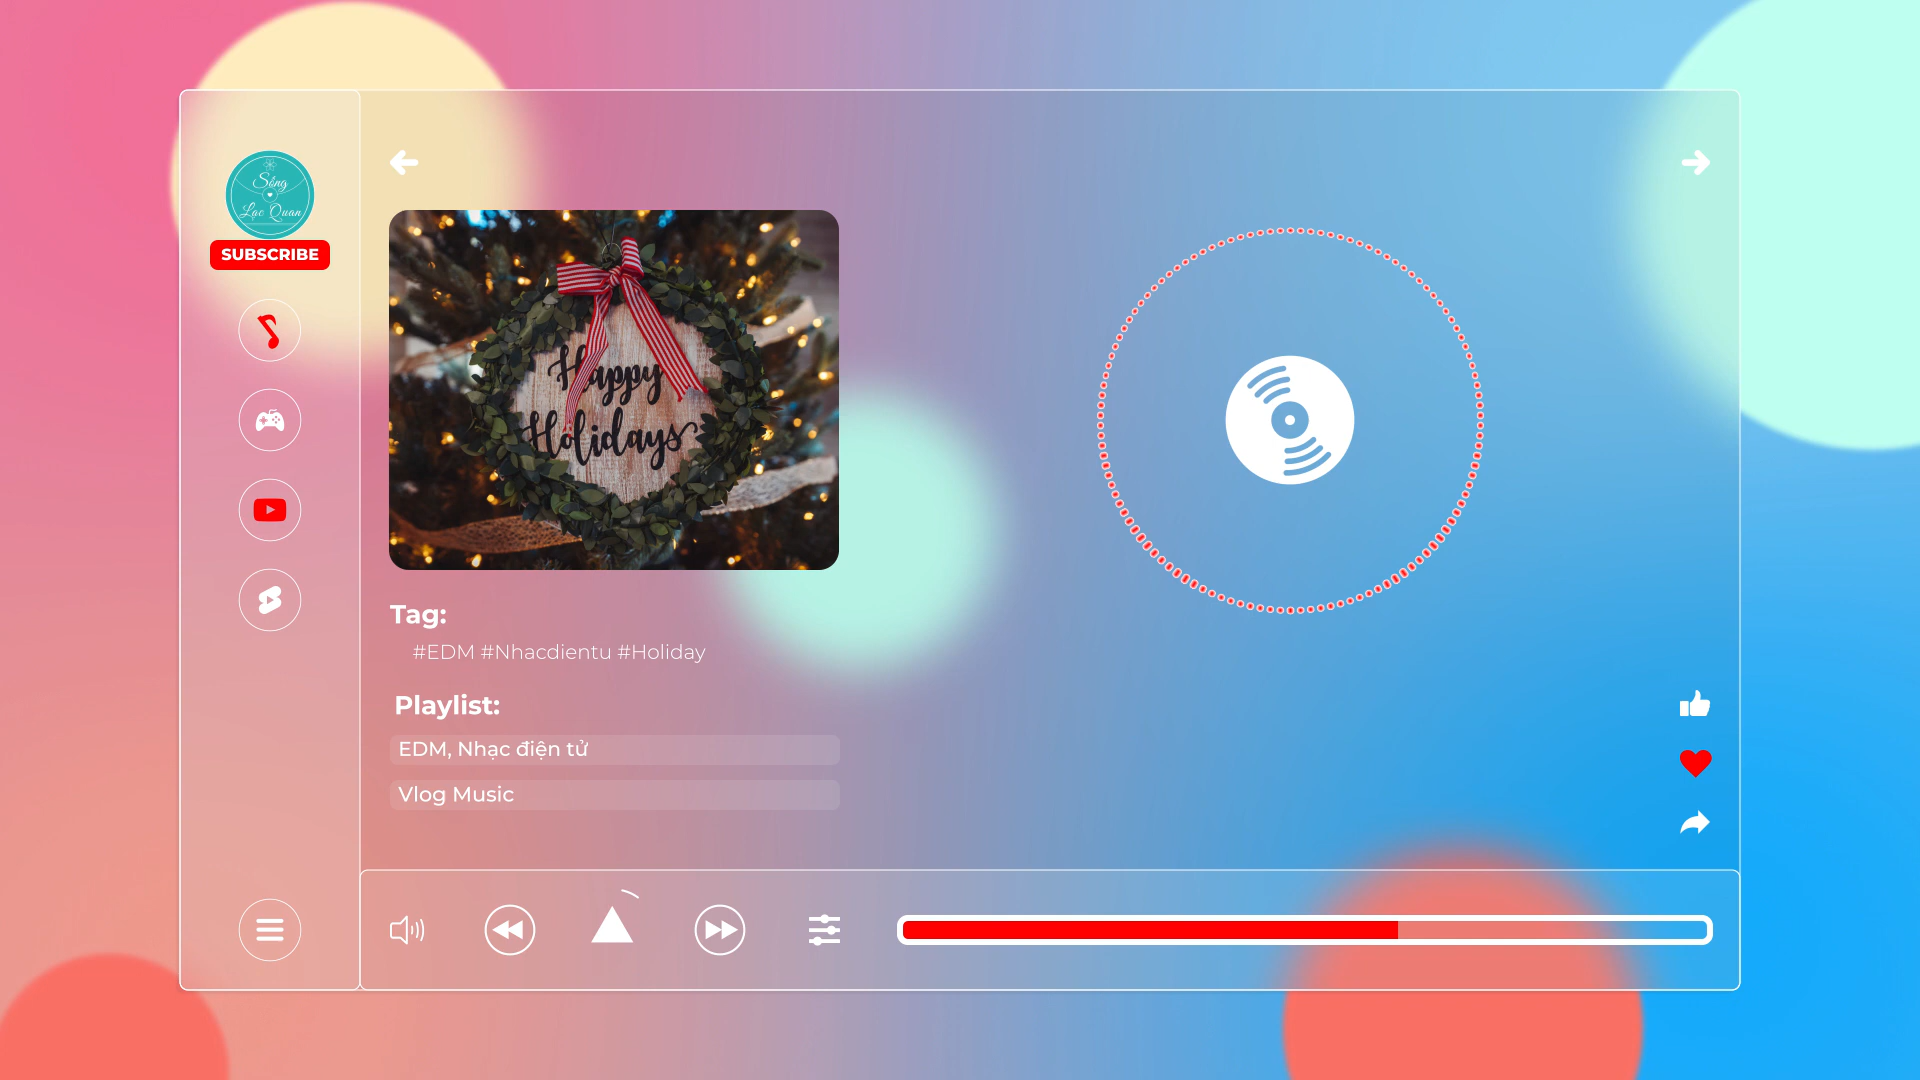 Sống
Lạc Quan
SUBSCRIBE
Happy
Holidays
Tag:
#EDM #Nhacdientu #Holiday
Playlist:
EDM, Nhạc điện tử
Vlog Music